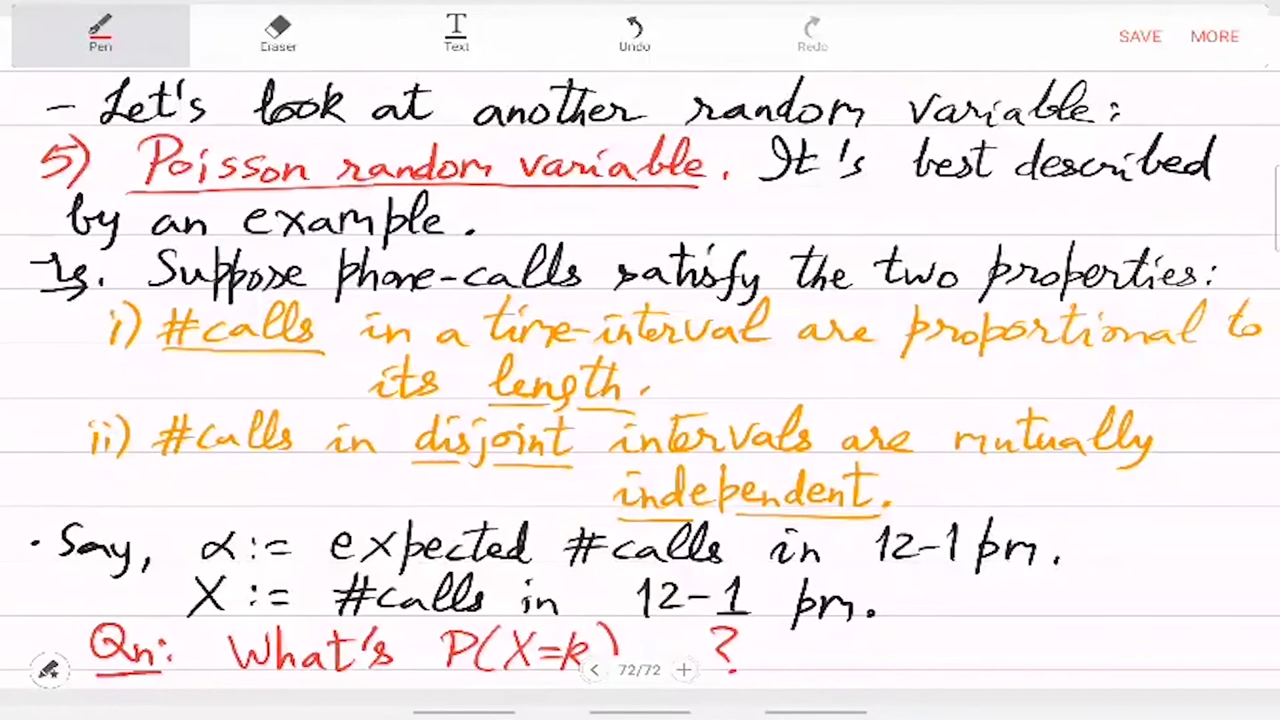 Pen Eraser Text Undo Redo SAVE MORE
- Let's look at another random variable:
5) Poisson random variable. It's best described
by an example.
Eg. Suppose phone-calls satisfy the two properties:
i) #calls in a time-interval are proportional to
its length.
ii) #calls in disjoint intervals are mutually
independent.
· Say, α := expected #calls in 12-1 pm.
X := #calls in 12-1 pm.
Qn: What's P(X=k) ?
72/72